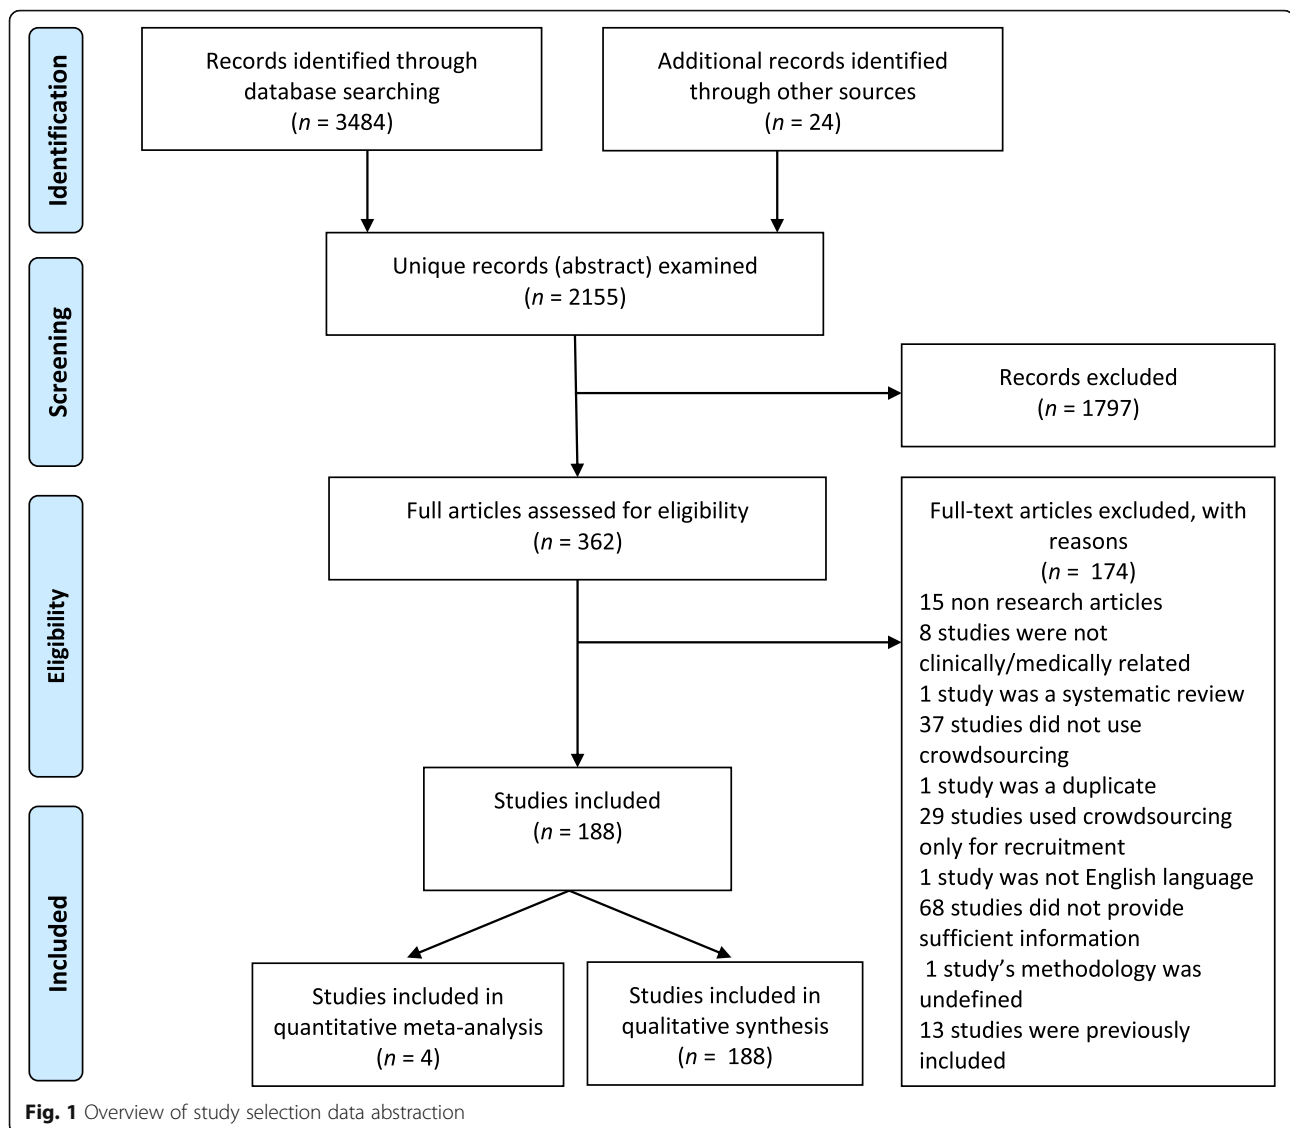 Identification
Records identified through
database searching
(n = 3484)
Additional records identified
through other sources
(n = 24)
Unique records (abstract) examined
(n = 2155)
Screening
Records excluded
(n = 1797)
Full articles assessed for eligibility
(n = 362)
Eligibility
Full-text articles excluded, with
reasons
(n = 174)
15 non research articles
8 studies were not
clinically/medically related
1 study was a systematic review
37 studies did not use
crowdsourcing
1 study was a duplicate
29 studies used crowdsourcing
only for recruitment
1 study was not English language
68 studies did not provide
sufficient information
1 study’s methodology was
undefined
13 studies were previously
included
Studies included
(n = 188)
Included
Studies included in
quantitative meta-analysis
(n = 4)
Studies included in
qualitative synthesis
(n = 188)
Fig. 1 Overview of study selection data abstraction